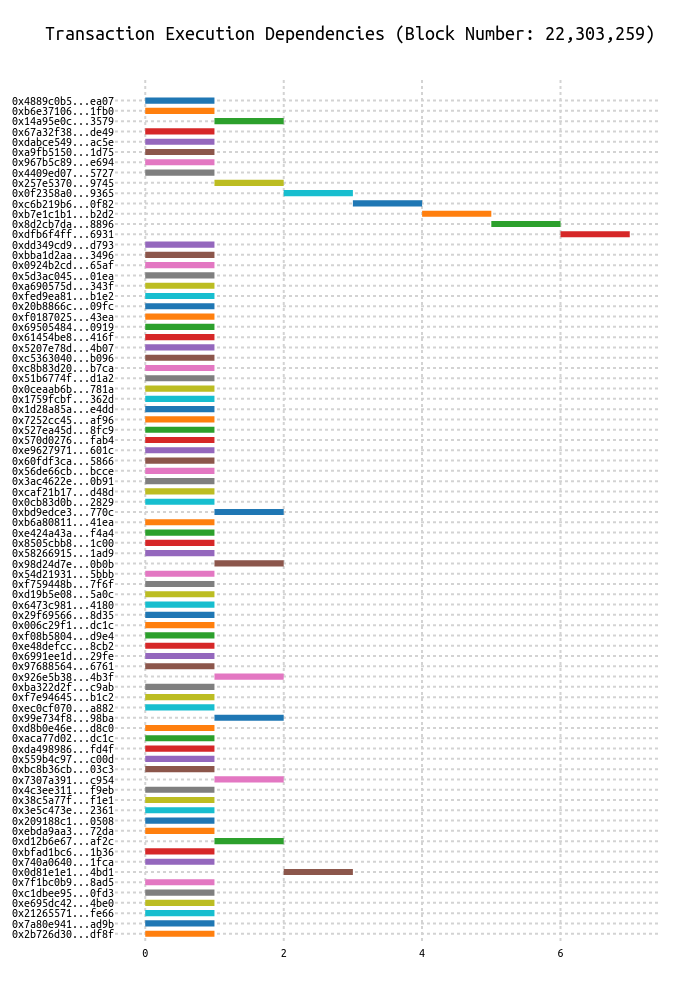 Transaction Execution Dependencies (Block Number: 22,303,259)
0x4889c0b5...ea07
0xb6e37106...1fb0
0x14a95e0c...3579
0x67a32f38...de49
0xdabce549...ac5e
0xa9fb5150...1d75
0x967b5c89...e694
0x4409ed07...5727
0x257e5370...9745
0x0f2358a0...9365
0xc6b219b6...0f82
0xb7e1c1b1...b2d2
0x8d2cb7da...8896
0xdfb6f4ff...6931
0xdd349cd9...d793
0xbba1d2aa...3496
0x0924b2cd...65af
0x5d3ac045...01ea
0xa690575d...343f
0xfed9ea81...b1e2
0x20b8866c...09fc
0xf0187025...43ea
0x69505484...0919
0x61454be8...416f
0x5207e78d...4b07
0xc5363040...b096
0xc8b83d20...b7ca
0x51b6774f...d1a2
0x0ceaab6b...781a
0x1759fcbf...362d
0x1d28a85a...e4dd
0x7252cc45...af96
0x527ea45d...8fc9
0x570d0276...fab4
0xe9627971...601c
0x60fdf3ca...5866
0x56de66cb...bcce
0x3ac4622e...0b91
0xcaf21b17...d48d
0x0cb83d0b...2829
0xbd9edce3...770c
0xb6a80811...41ea
0xe424a43a...f4a4
0x8505cbb8...1c00
0x58266915...1ad9
0x98d24d7e...0b0b
0x54d21931...5bbb
0xf759448b...7f6f
0xd19b5e08...5a0c
0x6473c981...4180
0x29f69566...8d35
0x006c29f1...dc1c
0xf08b5804...d9e4
0xe48defcc...8cb2
0x6991ee1d...29fe
0x97688564...6761
0x926e5b38...4b3f
0xba322d2f...c9ab
0xf7e94645...b1c2
0xec0cf070...a882
0x99e734f8...98ba
0xd8b0e46e...d8c0
0xaca77d02...dc1c
0xda498986...fd4f
0x559b4c97...c00d
0xbc8b36cb...03c3
0x7307a391...c954
0x4c3ee311...f9eb
0x38c5a77f...f1e1
0x3e5c473e...2361
0x209188c1...0508
0xebda9aa3...72da
0xd12b6e67...af2c
0xbfad1bc6...1b36
0x740a0640...1fca
0x0d81e1e1...4bd1
0x7f1bc0b9...8ad5
0xc1dbee95...0fd3
0xe695dc42...4be0
0x21265571...fe66
0x7a80e941...ad9b
0x2b726d30...df8f
0 2 4 6